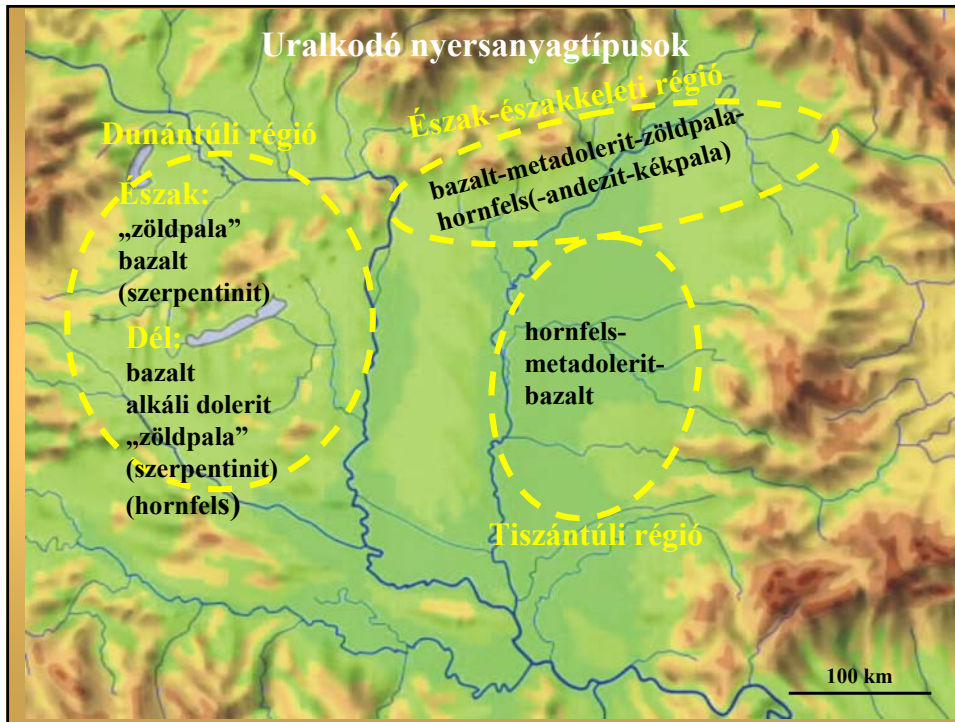 Uralkodó nyersanyagtípusok
Dunántúli régió
Észak:
„zöldpala”
bazalt
(szerpentinit)
Dél:
bazalt
alkáli dolerit
„zöldpala”
(szerpentinit)
(hornfels)
Észak-északkeleti régió
bazalt-metadolerit-zöldpala-
hornfels(-andezit-kékpala)
hornfels-
metadolerit-
bazalt
Tiszántúli régió
100 km